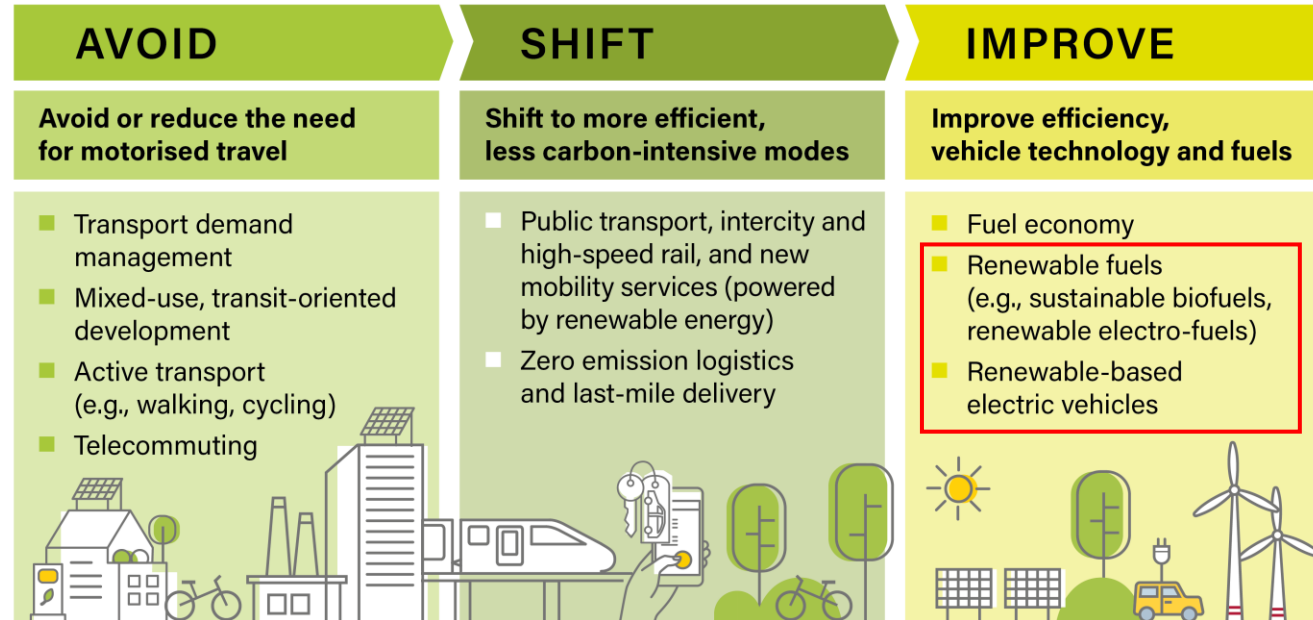 AVOID
Avoid or reduce the need
for motorised travel
Transport demand
management
Mixed-use, transit-oriented
development
Active transport
(e.g., walking, cycling)
Telecommuting
SHIFT
Shift to more efficient,
less carbon-intensive modes
Public transport, intercity and
high-speed rail, and new
mobility services (powered
by renewable energy)
Zero emission logistics
and last-mile delivery
IMPROVE
Improve efficiency,
vehicle technology and fuels
Fuel economy
Renewable fuels
(e.g., sustainable biofuels,
renewable electro-fuels)
Renewable-based
electric vehicles